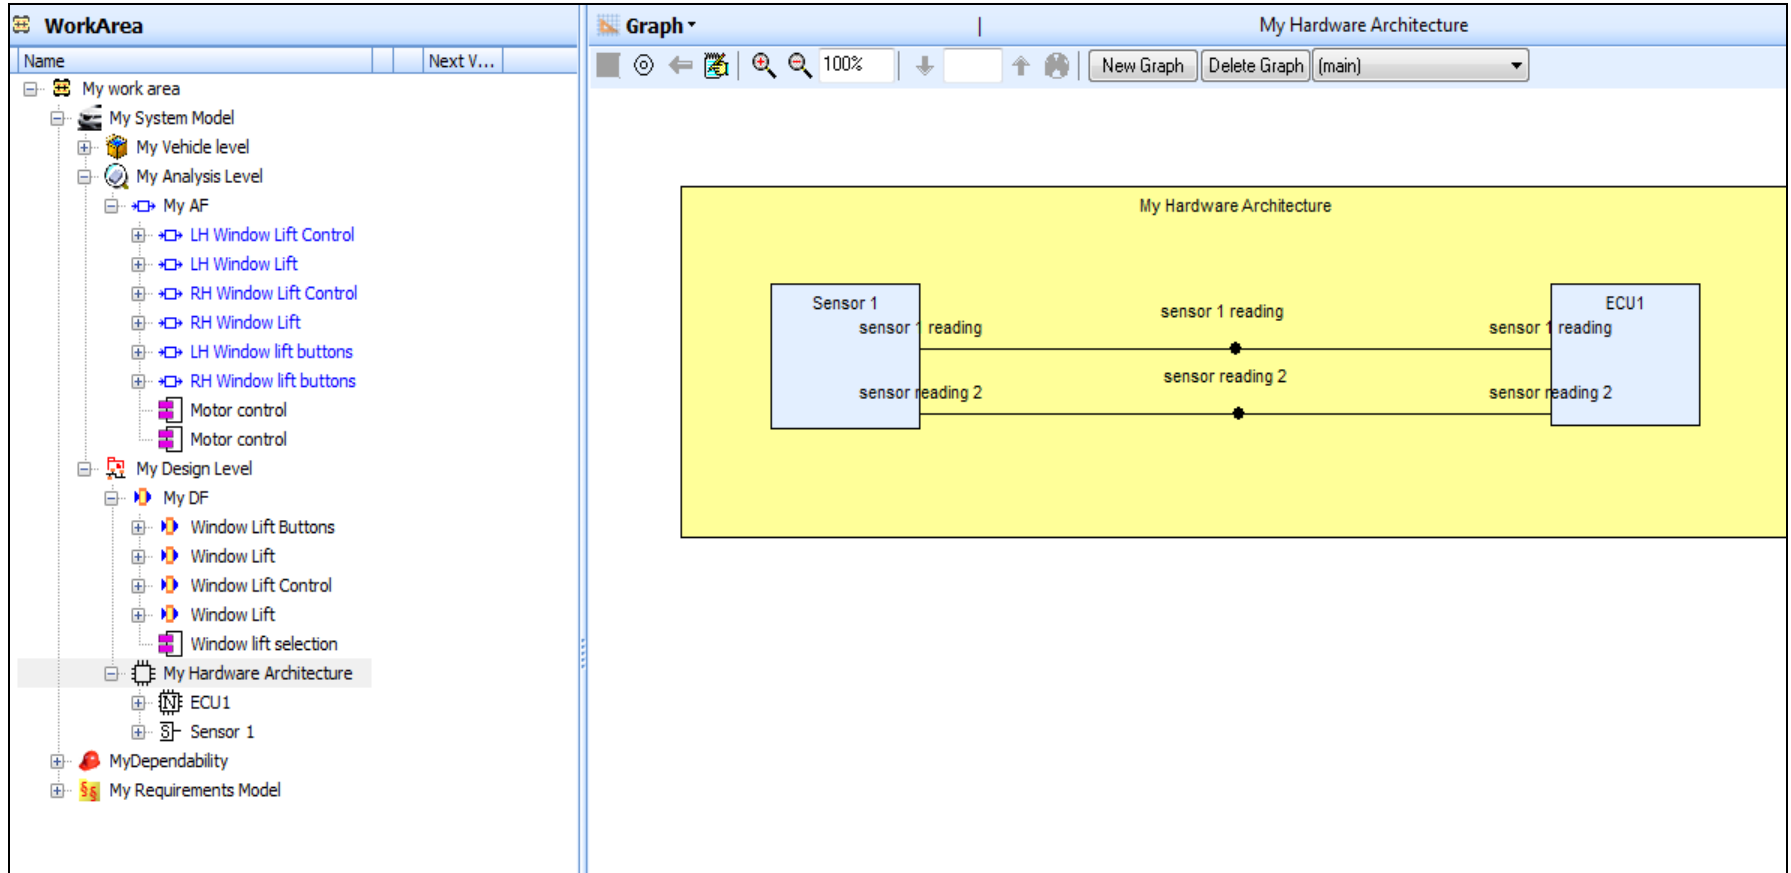 WorkArea
Name
Next V...
My work area
My System Model
My Vehicle level
My Analysis Level
My AF
LH Window Lift Control
LH Window Lift
RH Window Lift Control
RH Window Lift
LH Window lift buttons
RH Window lift buttons
Motor control
Motor control
My Design Level
My DF
Window Lift Buttons
Window Lift
Window Lift Control
Window Lift
Window lift selection
My Hardware Architecture
ECU1
Sensor 1
MyDependability
My Requirements Model
Graph
My Hardware Architecture
100%
New Graph
Delete Graph
(main)
My Hardware Architecture
Sensor 1
sensor 1 reading
sensor reading 2
sensor 1 reading
sensor reading 2
ECU1
sensor 1 reading
sensor reading 2